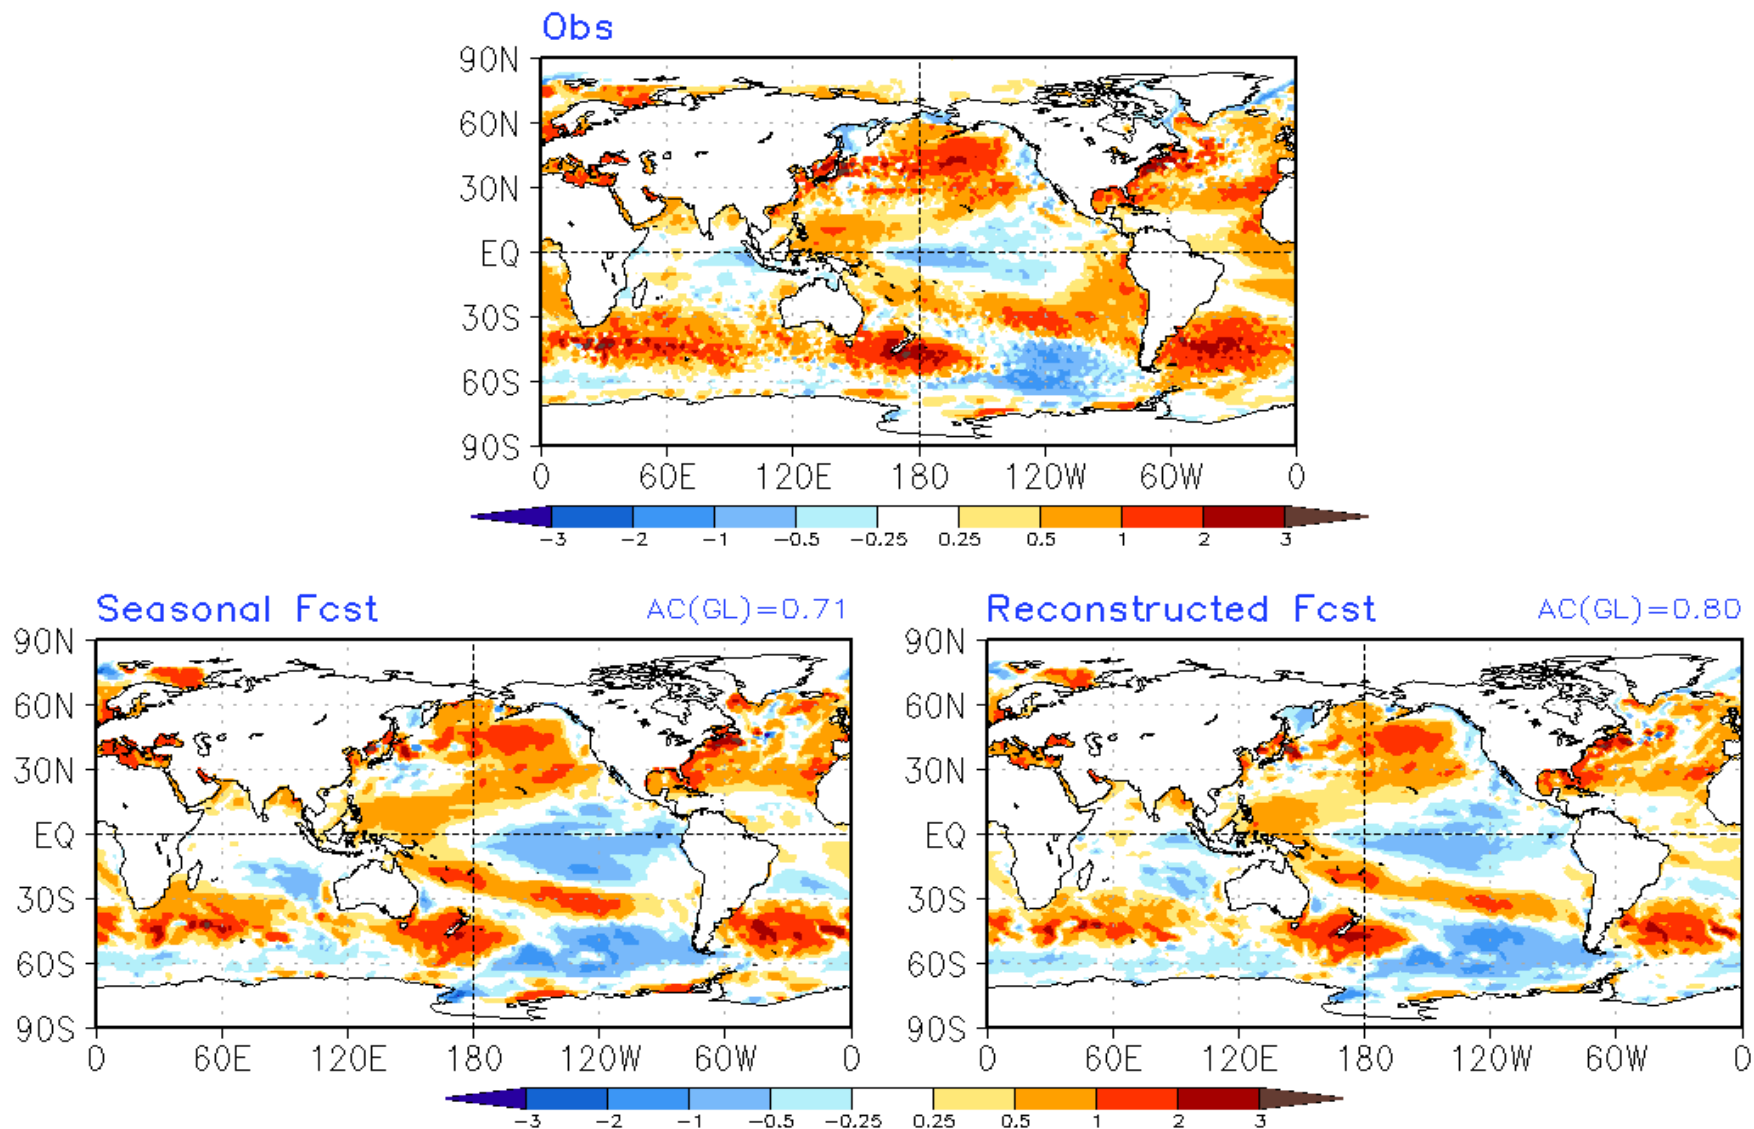 Obs
90N
60N
30N
EQ
30S
60S
90S
0 60E 120E 180 120W 60W 0
-3 -2 -1 -0.5 -0.25 0.25 0.5 1 2 3
Seasonal Fcst AC(GL)=0.71
90N
60N
30N
EQ
30S
60S
90S
0 60E 120E 180 120W 60W 0
Reconstructed Fcst AC(GL)=0.80
90N
60N
30N
EQ
30S
60S
90S
0 60E 120E 180 120W 60W 0
-3 -2 -1 -0.5 -0.25 0.25 0.5 1 2 3